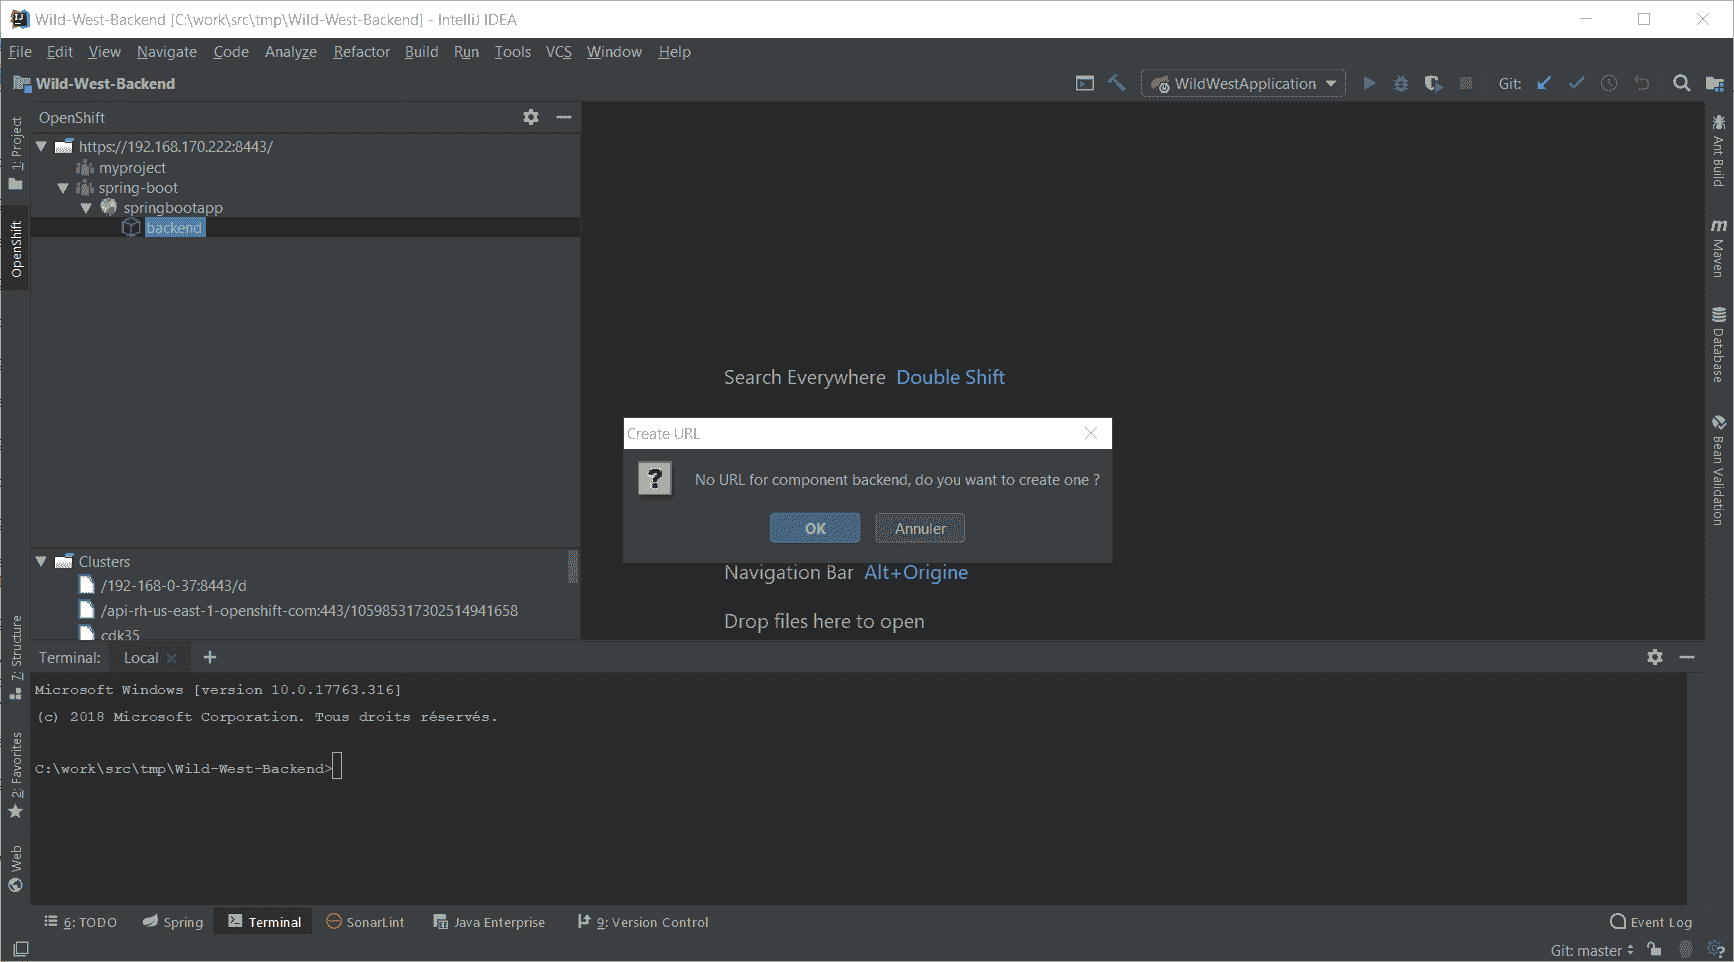 Wild-West-Backend [C:\work\src\tmp\Wild-West-Backend] - IntelliJ IDEA
File Edit View Navigate Code Analyze Refactor Build Run Tools VCS Window Help
Wild-West-Backend
WildWestApplication
Git:
OpenShift
https://192.168.170.222:8443/
myproject
spring-boot
springbootapp
backend
1: Project
OpenShift
7: Structure
2: Favorites
Web
Ant Build
Maven
Database
Bean Validation
Search Everywhere Double Shift
Create URL
No URL for component backend, do you want to create one ?
OK
Annuler
Navigation Bar Alt+Origine
Drop files here to open
Clusters
/192-168-0-37:8443/d
/api-rh-us-east-1-openshift-com:443/105985317302514941658
cdk35
Terminal: Local
Microsoft Windows [version 10.0.17763.316]
(c) 2018 Microsoft Corporation. Tous droits réservés.
C:\work\src\tmp\Wild-West-Backend>
6: TODO Spring Terminal SonarLint Java Enterprise 9: Version Control Event Log
Git: master